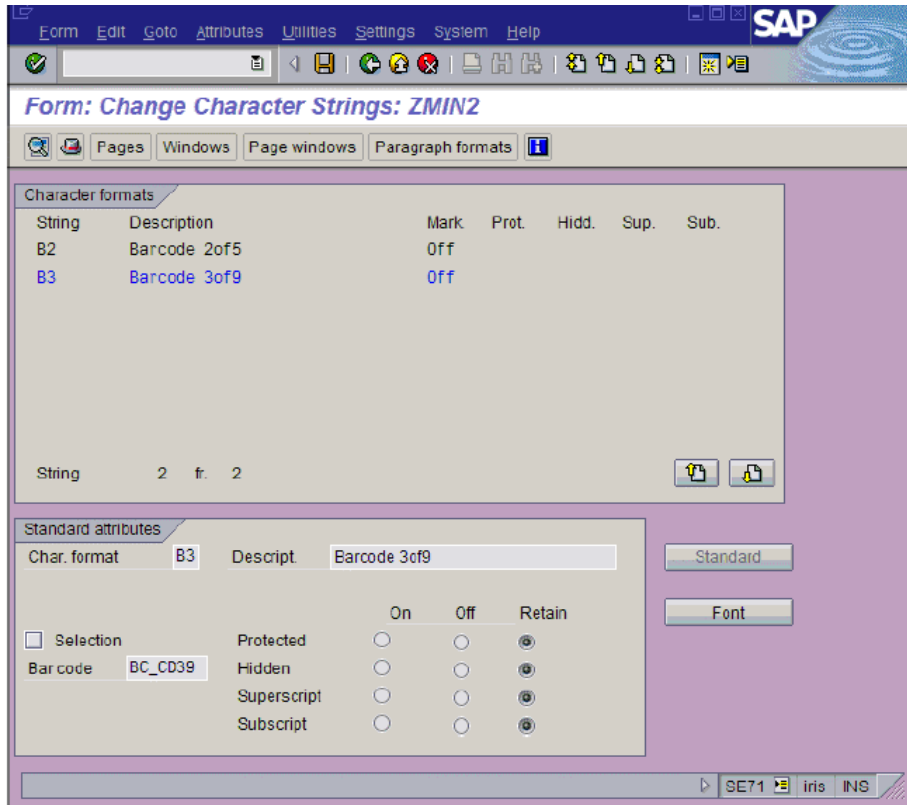 Form Edit Goto Attributes Utilities Settings System Help
SAP
Form: Change Character Strings: ZMIN2
Pages Windows Page windows Paragraph formats
Character formats
String Description Mark. Prot. Hidd. Sup. Sub.
B2 Barcode 2of5 Off
B3 Barcode 3of9 Off
String 2 fr. 2
Standard attributes
Char. format B3 Descript. Barcode 3of9 Standard
On Off Retain Font
Selection Protected
Bar code BC_CD39 Hidden
Superscript
Subscript
SE71 iris INS